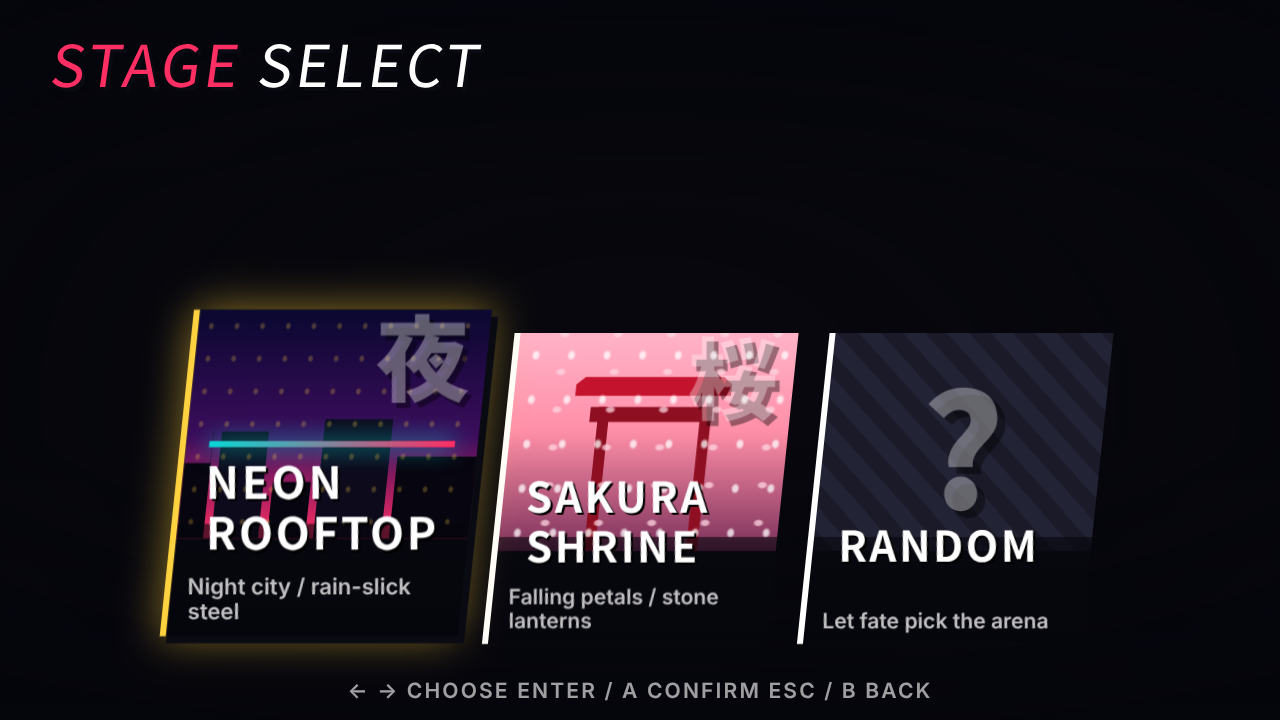 STAGE SELECT
夜
NEON
ROOFTOP
Night city / rain-slick
steel
桜
SAKURA
SHRINE
Falling petals / stone
lanterns
?
RANDOM
Let fate pick the arena
← → CHOOSE ENTER / A CONFIRM ESC / B BACK